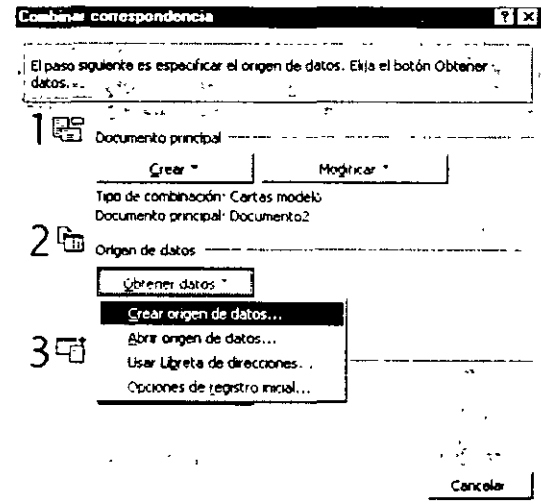 Combinar correspondencia
El paso siguiente es especificar el origen de datos. Elija el botón Obtener
datos.
1 Documento principal
Crear Modificar
Tipo de combinación: Cartas modelo
Documento principal: Documento2
2 Origen de datos
Obtener datos
Crear origen de datos...
Abrir origen de datos...
3
Usar Libreta de direcciones...
Opciones de registro inicial...
Cancelar